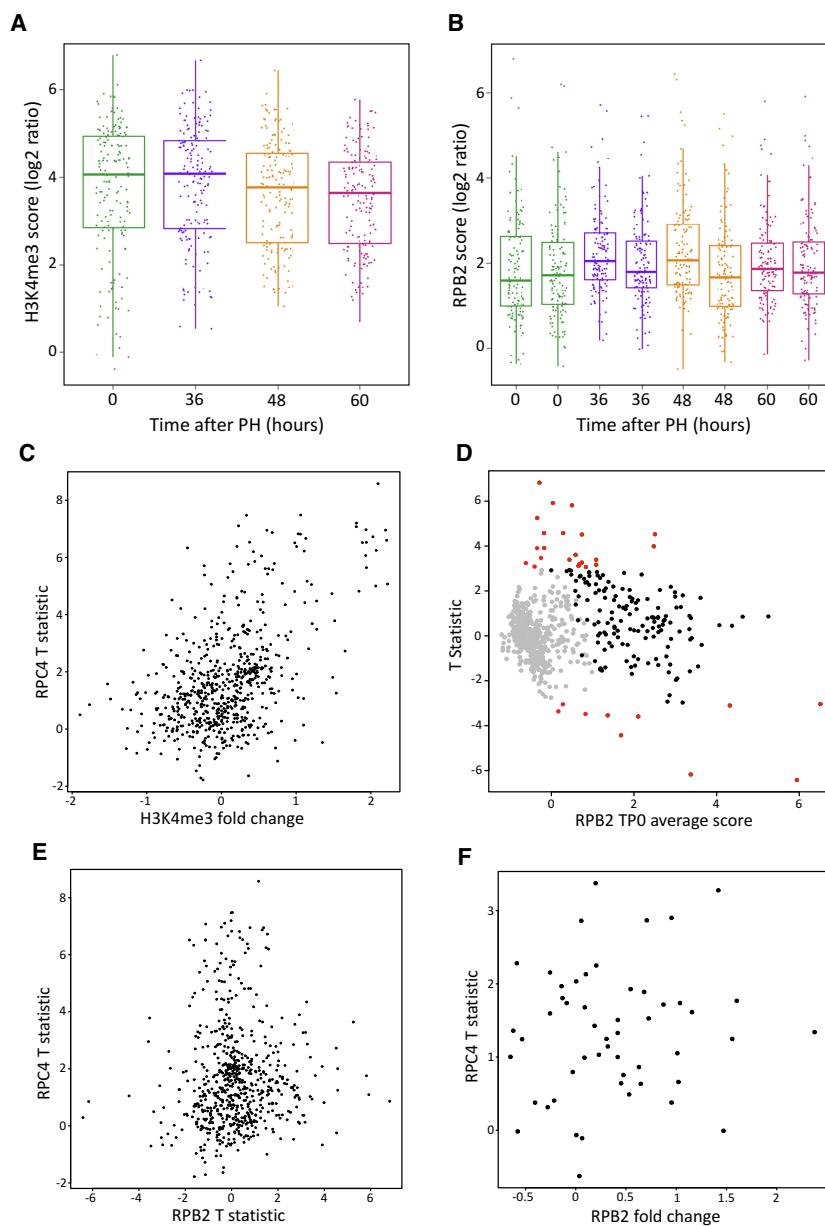 A
H3K4me3 score (log2 ratio)
6
4
2
0
0 36 48 60
Time after PH (hours)
B
RPB2 score (log2 ratio)
6
4
2
0
0 0 36 36 48 48 60 60
Time after PH (hours)
C
RPC4 T statistic
8
6
4
2
0
-2
-2 -1 0 1 2
H3K4me3 fold change
D
T Statistic
6
4
2
0
-2
-4
-6
0 2 4 6
RPB2 TP0 average score
E
RPC4 T statistic
8
6
4
2
0
-2
-6 -4 -2 0 2 4 6
RPB2 T statistic
F
RPC4 T statistic
3
2
1
0
-0.5 0 0.5 1 1.5 2
RPB2 fold change